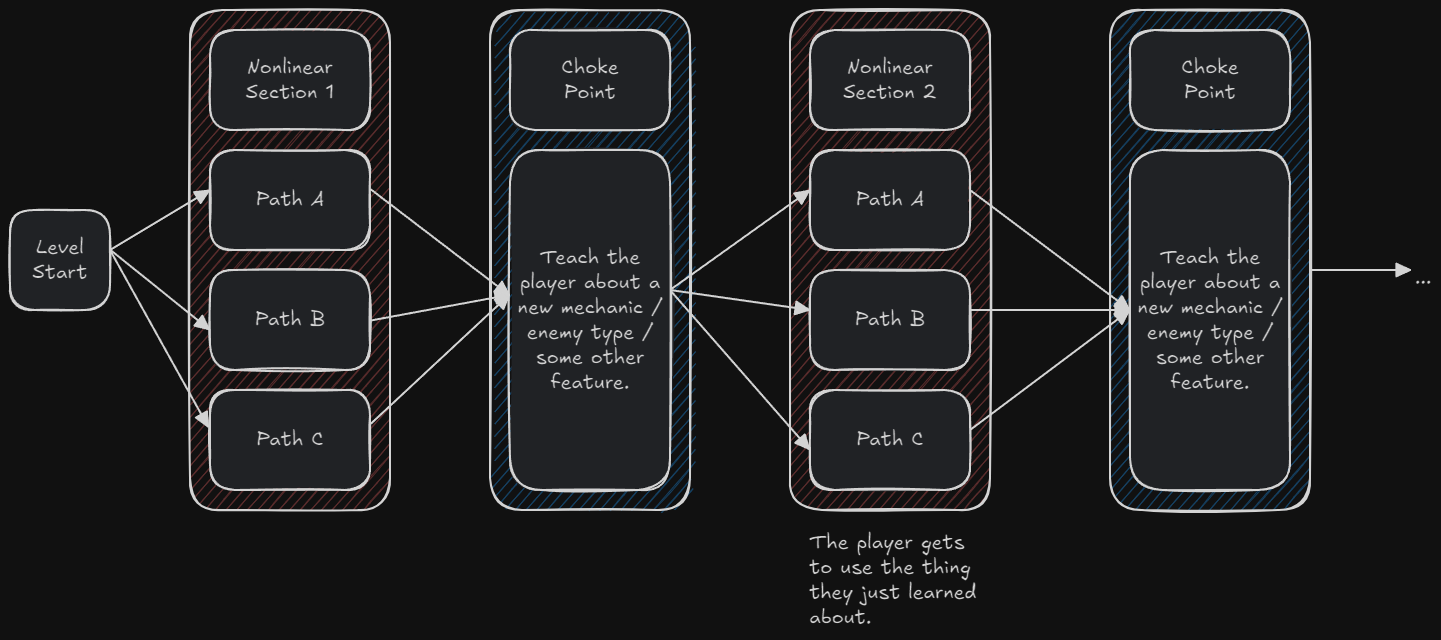 Level
Start
Nonlinear
Section 1
Path A
Path B
Path C
Choke
Point
Teach the
player about a
new mechanic /
enemy type /
some other
feature.
Nonlinear
Section 2
Path A
Path B
Path C
The player gets
to use the thing
they just learned
about.
Choke
Point
Teach the
player about a
new mechanic /
enemy type /
some other
feature.
...